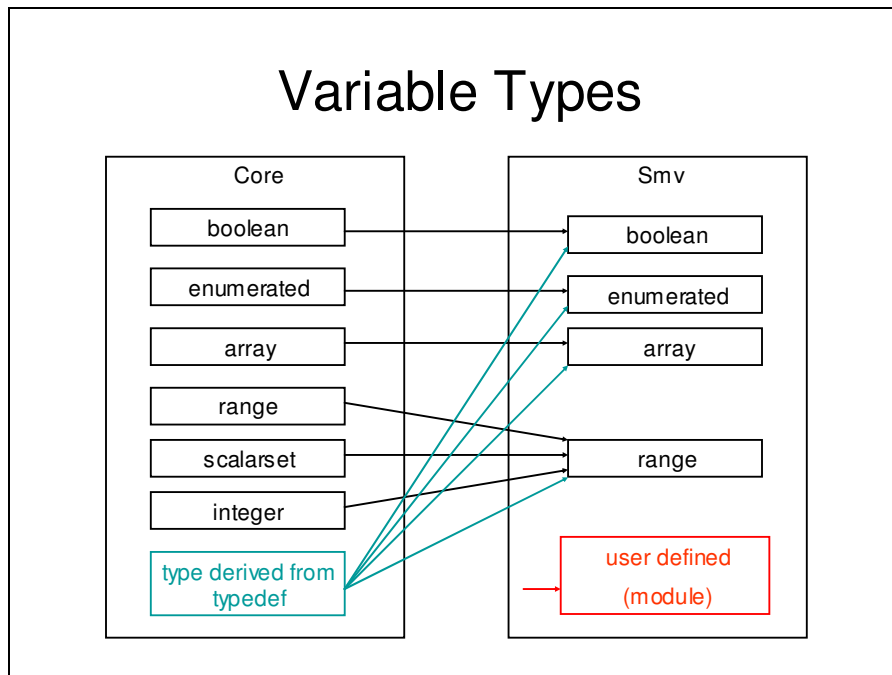 Variable Types
Core
boolean
enumerated
array
range
scalarset
integer
type derived from
typedef
Smv
boolean
enumerated
array
range
user defined
(module)